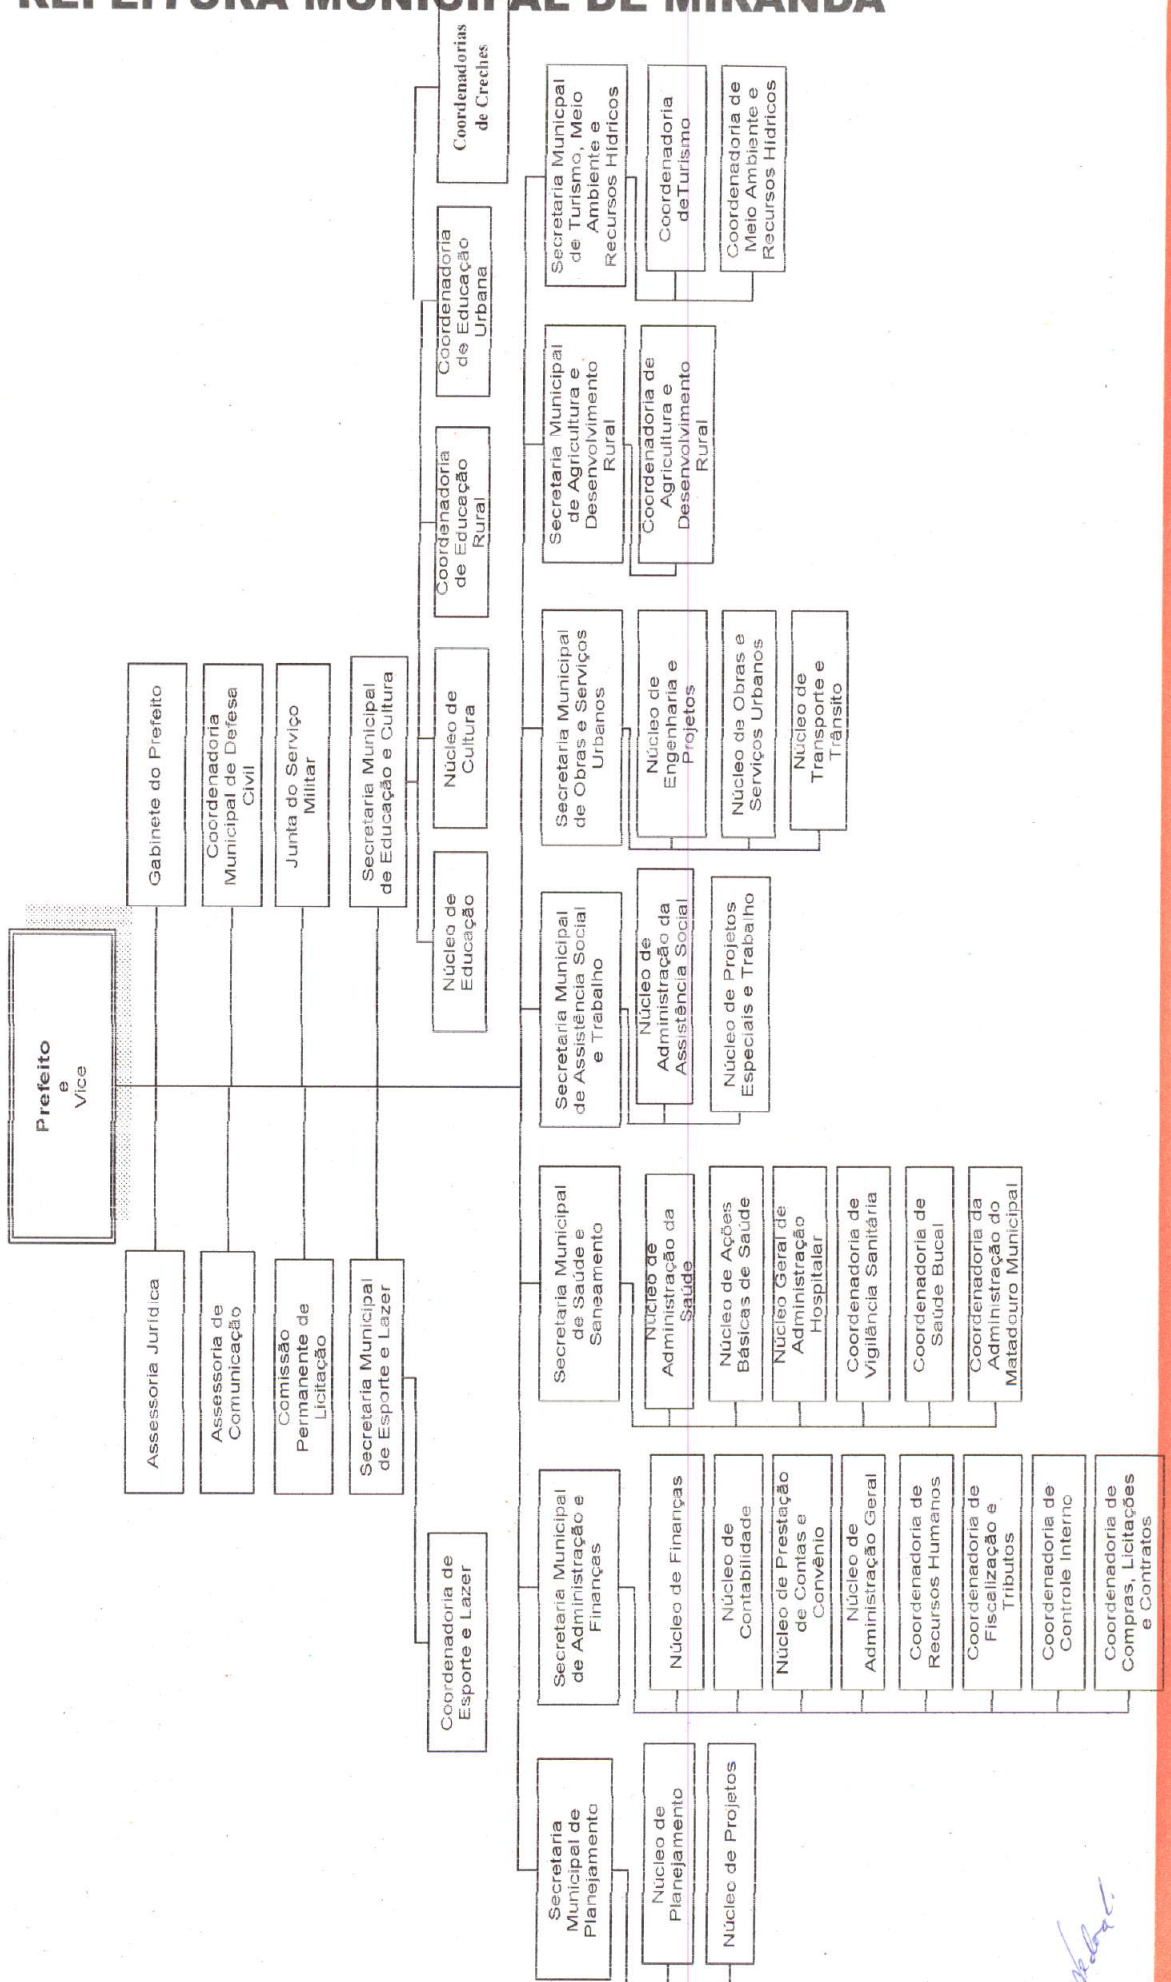 REFEITURA MUNICIPAL DE MIRANDA
Prefeito
e
Vice
Assessoria Jurídica
Gabinete do Prefeito
Assessoria de
Comunicação
Coordenadoria
Municipal de Defesa
Civil
Comissão
Permanente de
Licitação
Junta do Serviço
Militar
Secretaria Municipal
de Esporte e Lazer
Secretaria Municipal
de Educação e Cultura
Coordenadoria de
Esporte e Lazer
Núcleo de
Educação
Núcleo de
Cultura
Coordenadoria
de Educação
Rural
Coordenadoria
de Educação
Urbana
Coordenadorias
de Creches
Secretaria
Municipal de
Planejamento
Núcleo de
Planejamento
Núcleo de Projetos
Secretaria Municipal
de Administração e
Finanças
Núcleo de Finanças
Núcleo de
Contabilidade
Núcleo de Prestação
de Contas e
Convênio
Núcleo de
Administração Geral
Coordenadoria de
Recursos Humanos
Coordenadoria de
Fiscalização e
Tributos
Coordenadoria de
Controle Interno
Coordenadoria de
Compras, Licitações
e Contratos
Secretaria Municipal
de Saúde e
Saneamento
Núcleo de
Administração da
Saúde
Núcleo de Ações
Básicas de Saúde
Núcleo Geral de
Administração
Hospitalar
Coordenadoria de
Vigilância Sanitária
Coordenadoria de
Saúde Bucal
Coordenadoria da
Administração do
Matadouro Municipal
Secretaria Municipal
de Assistência Social
e Trabalho
Núcleo de
Administração da
Assistência Social
Núcleo de Projetos
Especiais e Trabalho
Secretaria Municipal
de Obras e Serviços
Urbanos
Núcleo de
Engenharia e
Projetos
Núcleo de Obras e
Serviços Urbanos
Núcleo de
Transporte e
Trânsito
Secretaria Municipal
de Agricultura e
Desenvolvimento
Rural
Coordenadoria de
Agricultura e
Desenvolvimento
Rural
Secretaria Municpal
de Turismo, Meio
Ambiente e
Recursos Hídricos
Coordenadoria
deTurismo
Coordenadoria de
Meio Ambiente e
Recursos Hídricos